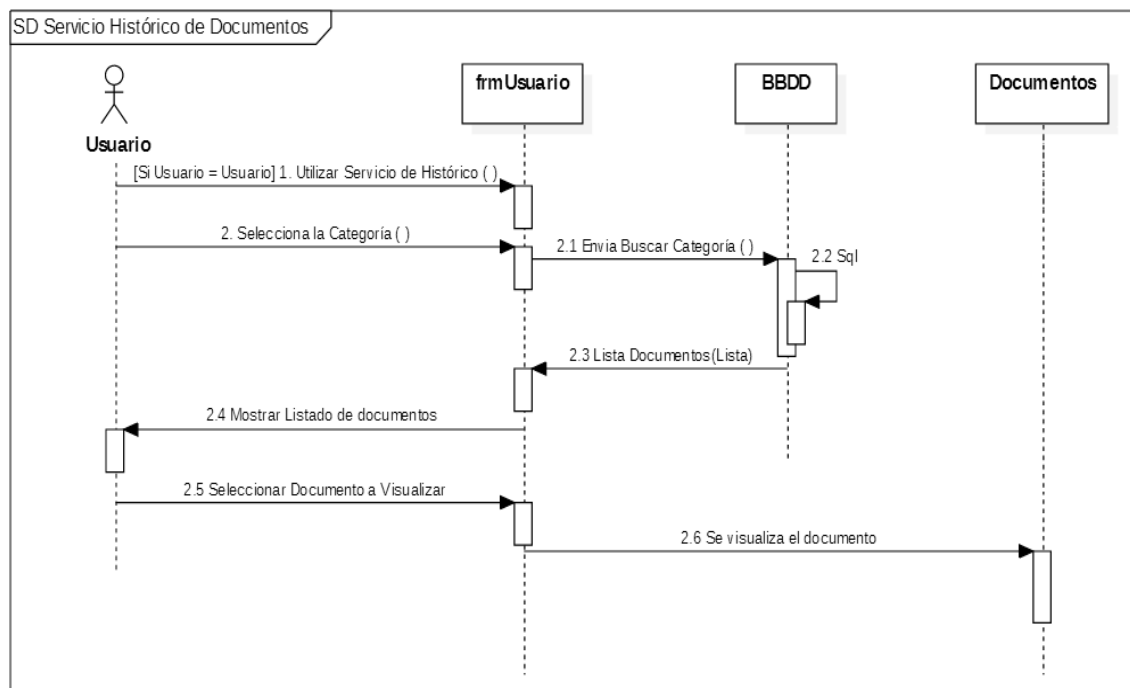 SD Servicio Histórico de Documentos
Usuario
frmUsuario
BBDD
Documentos
[Si Usuario = Usuario] 1. Utilizar Servicio de Histórico ( )
2. Selecciona la Categoría ( )
2.1 Envia Buscar Categoría ( )
2.2 Sql
2.3 Lista Documentos(Lista)
2.4 Mostrar Listado de documentos
2.5 Seleccionar Documento a Visualizar
2.6 Se visualiza el documento